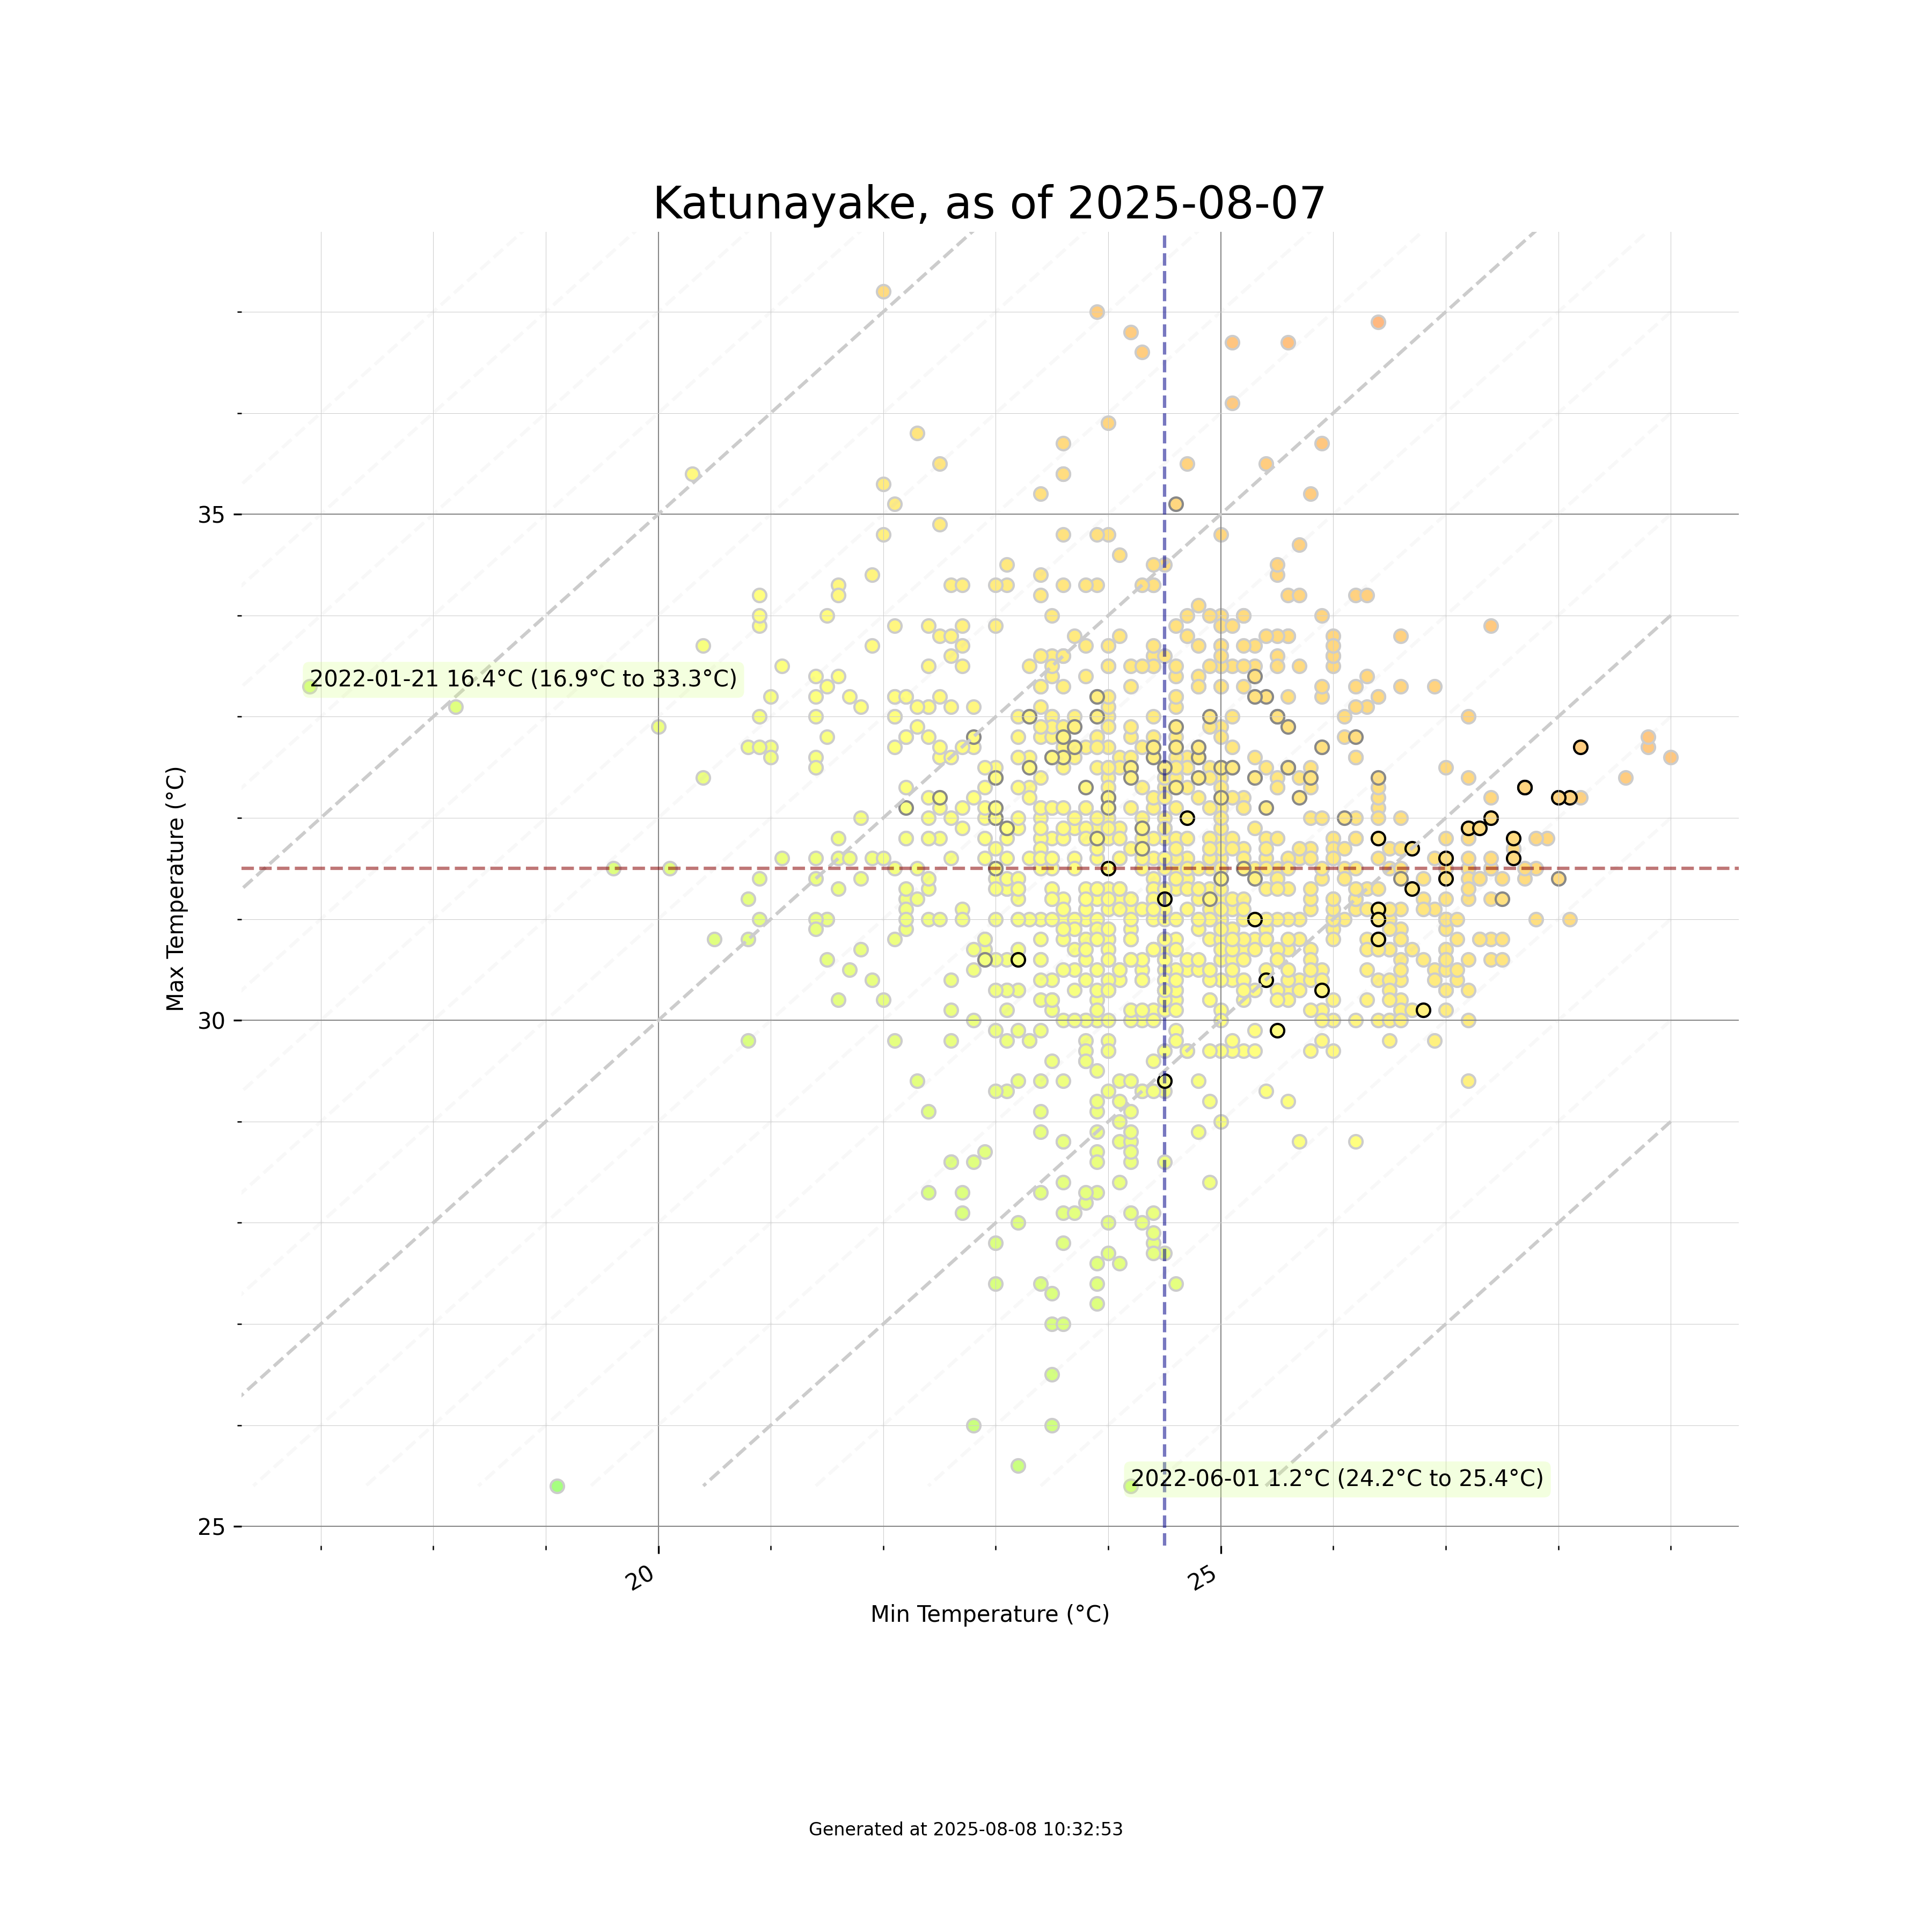 Katunayake, as of 2025-08-07
Max Temperature (°C)
35
30
25
2022-01-21 16.4°C (16.9°C to 33.3°C)
2022-06-01 1.2°C (24.2°C to 25.4°C)
20
25
Min Temperature (°C)
Generated at 2025-08-08 10:32:53